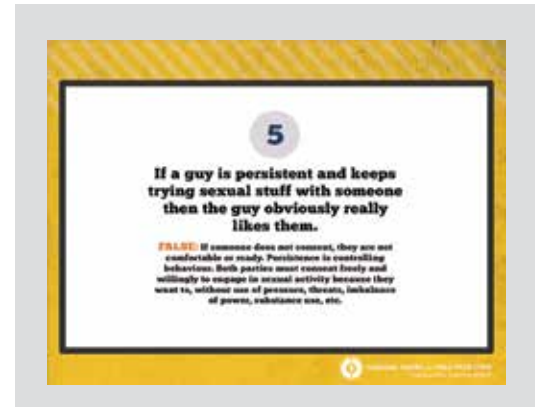 5
If a guy is persistent and keeps
trying sexual stuff with someone
then the guy obviously really
likes them.
FALSE: If someone does not consent, they are not
comfortable or ready. Persistence is controlling
behaviour. Both parties must consent freely and
willingly to engage in sexual activity because they
want to, without use of pressure, threats, imbalance
of power, substance use, etc.